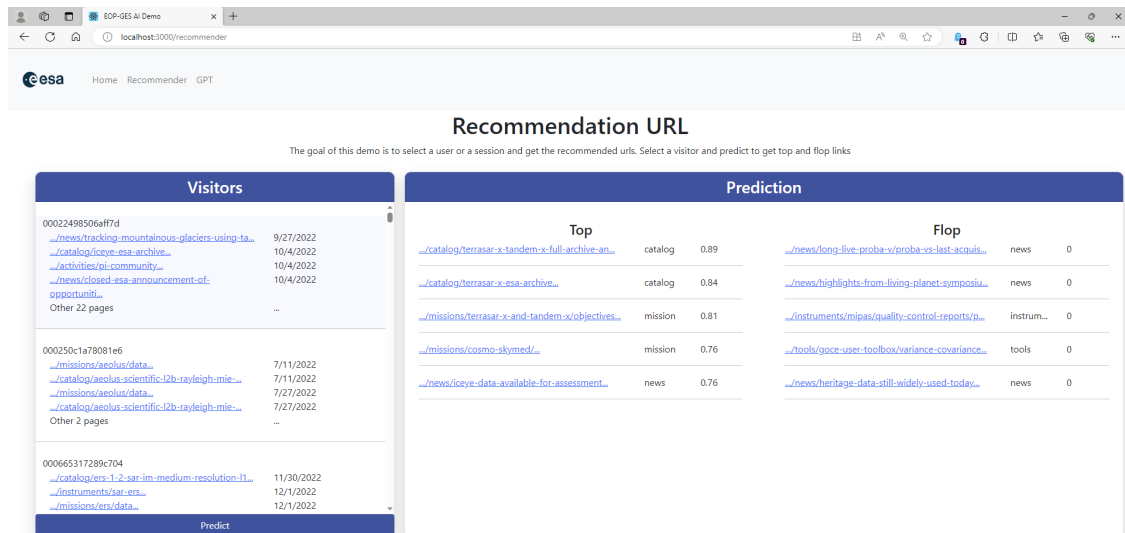 EOP-GES AI Demo
localhost:3000/recommender
esa
Home Recommender GPT
Recommendation URL
The goal of this demo is to select a user or a session and get the recommended urls. Select a visitor and predict to get top and flop links
Visitors
00022498506aff7d
.../news/tracking-mountainous-glaciers-using-ta... 9/27/2022
.../catalog/iceye-esa-archive... 10/4/2022
.../activities/pi-community... 10/4/2022
.../news/closed-esa-announcement-of- 10/4/2022
opportuniti...
Other 22 pages ...
000250c1a78081e6
.../missions/aeolus/data... 7/11/2022
.../catalog/aeolus-scientific-l2b-rayleigh-mie-... 7/11/2022
.../missions/aeolus/data... 7/27/2022
.../catalog/aeolus-scientific-l2b-rayleigh-mie-... 7/27/2022
Other 2 pages ...
000665317289c704
.../catalog/ers-1-2-sar-im-medium-resolution-l1... 11/30/2022
.../instruments/sar-ers... 12/1/2022
.../missions/ers/data... 12/1/2022
Predict
Prediction
Top
.../catalog/terrasar-x-tandem-x-full-archive-an... catalog 0.89
.../catalog/terrasar-x-esa-archive... catalog 0.84
.../missions/terrasar-x-and-tandem-x/objectives... mission 0.81
.../missions/cosmo-skymed/... mission 0.76
.../news/iceye-data-available-for-assessment... news 0.76
Flop
.../news/long-live-proba-v/proba-vs-last-acquis... news 0
.../news/highlights-from-living-planet-symposiu... news 0
.../instruments/mipas/quality-control-reports/p... instrum... 0
.../tools/goce-user-toolbox/variance-covariance... tools 0
.../news/heritage-data-still-widely-used-today... news 0